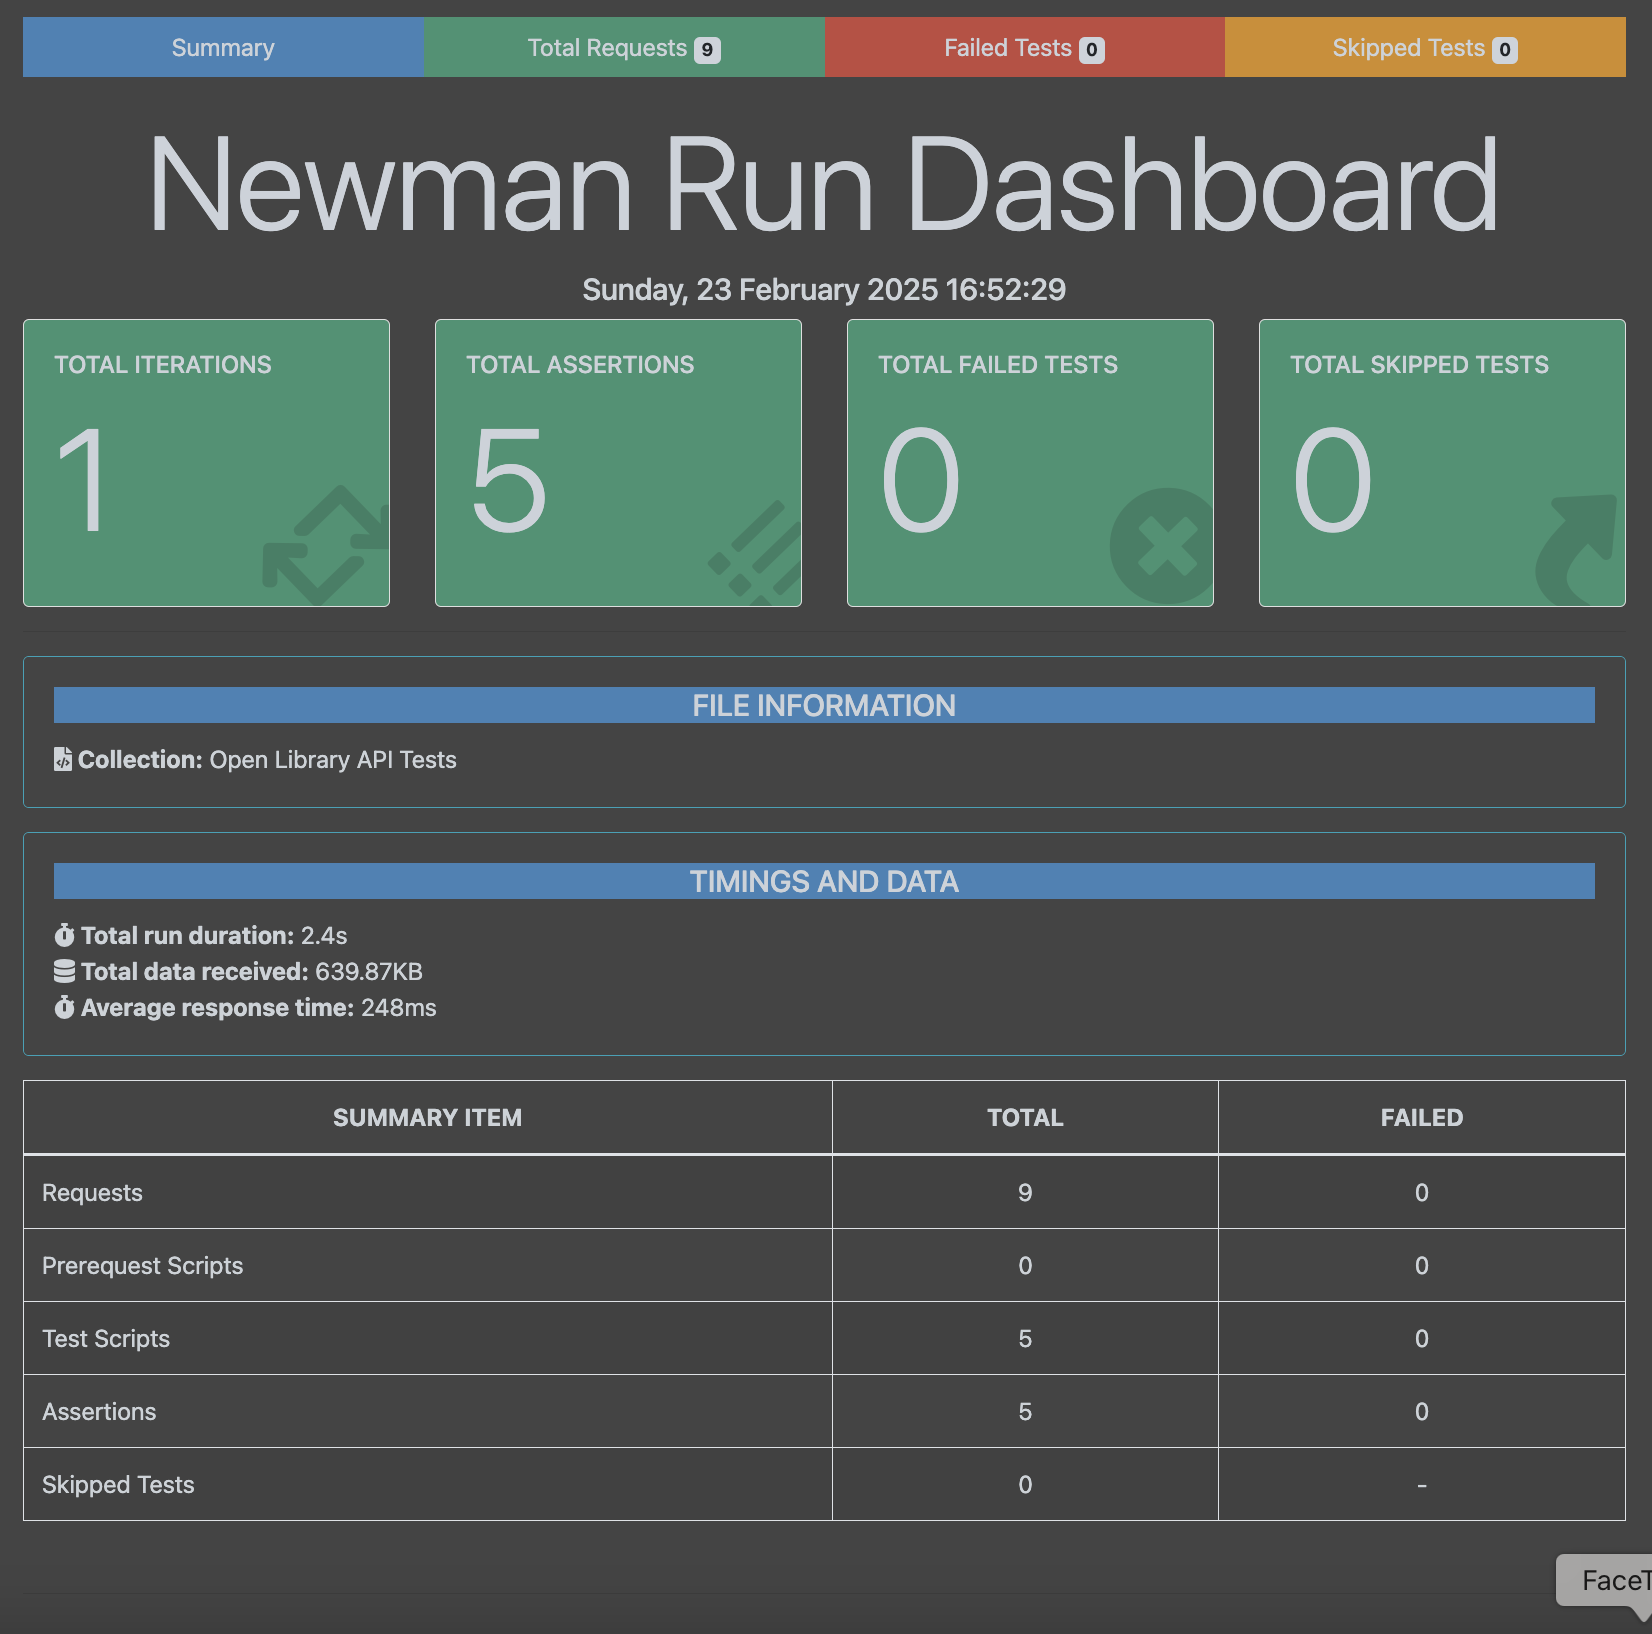 Summary
Total Requests 9
Failed Tests 0
Skipped Tests 0
Newman Run Dashboard
Sunday, 23 February 2025 16:52:29
TOTAL ITERATIONS
1
TOTAL ASSERTIONS
5
TOTAL FAILED TESTS
0
TOTAL SKIPPED TESTS
0
FILE INFORMATION
Collection: Open Library API Tests
TIMINGS AND DATA
Total run duration: 2.4s
Total data received: 639.87KB
Average response time: 248ms
SUMMARY ITEM TOTAL FAILED
Requests 9 0
Prerequest Scripts 0 0
Test Scripts 5 0
Assertions 5 0
Skipped Tests 0 -